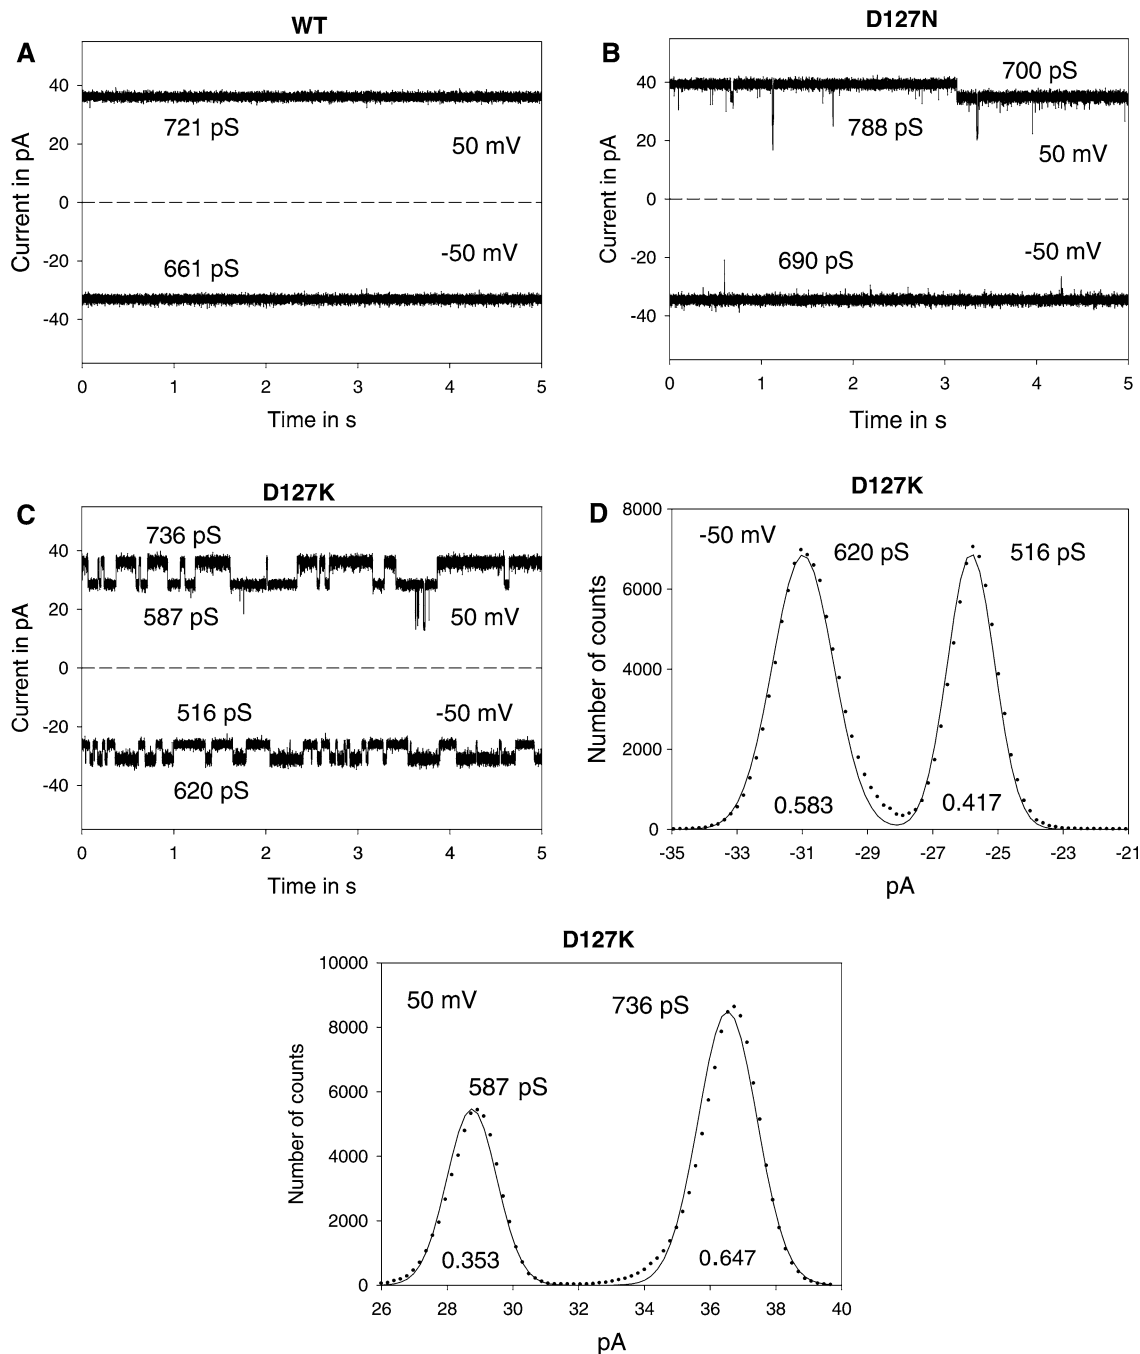 WT
A
Current in pA
40
20
0
-20
-40
721 pS
50 mV
-50 mV
661 pS
0 1 2 3 4 5
Time in s
D127N
B
Current in pA
40
20
0
-20
-40
700 pS
788 pS
50 mV
-50 mV
690 pS
0 1 2 3 4 5
Time in s
D127K
C
Current in pA
40
20
0
-20
-40
736 pS
587 pS
50 mV
516 pS
-50 mV
620 pS
0 1 2 3 4 5
Time in s
D127K
D
Number of counts
8000
6000
4000
2000
0
-50 mV
620 pS
516 pS
0.583
0.417
-35 -33 -31 -29 -27 -25 -23 -21
pA
D127K
Number of counts
10000
8000
6000
4000
2000
0
50 mV
736 pS
587 pS
0.353
0.647
26 28 30 32 34 36 38 40
pA